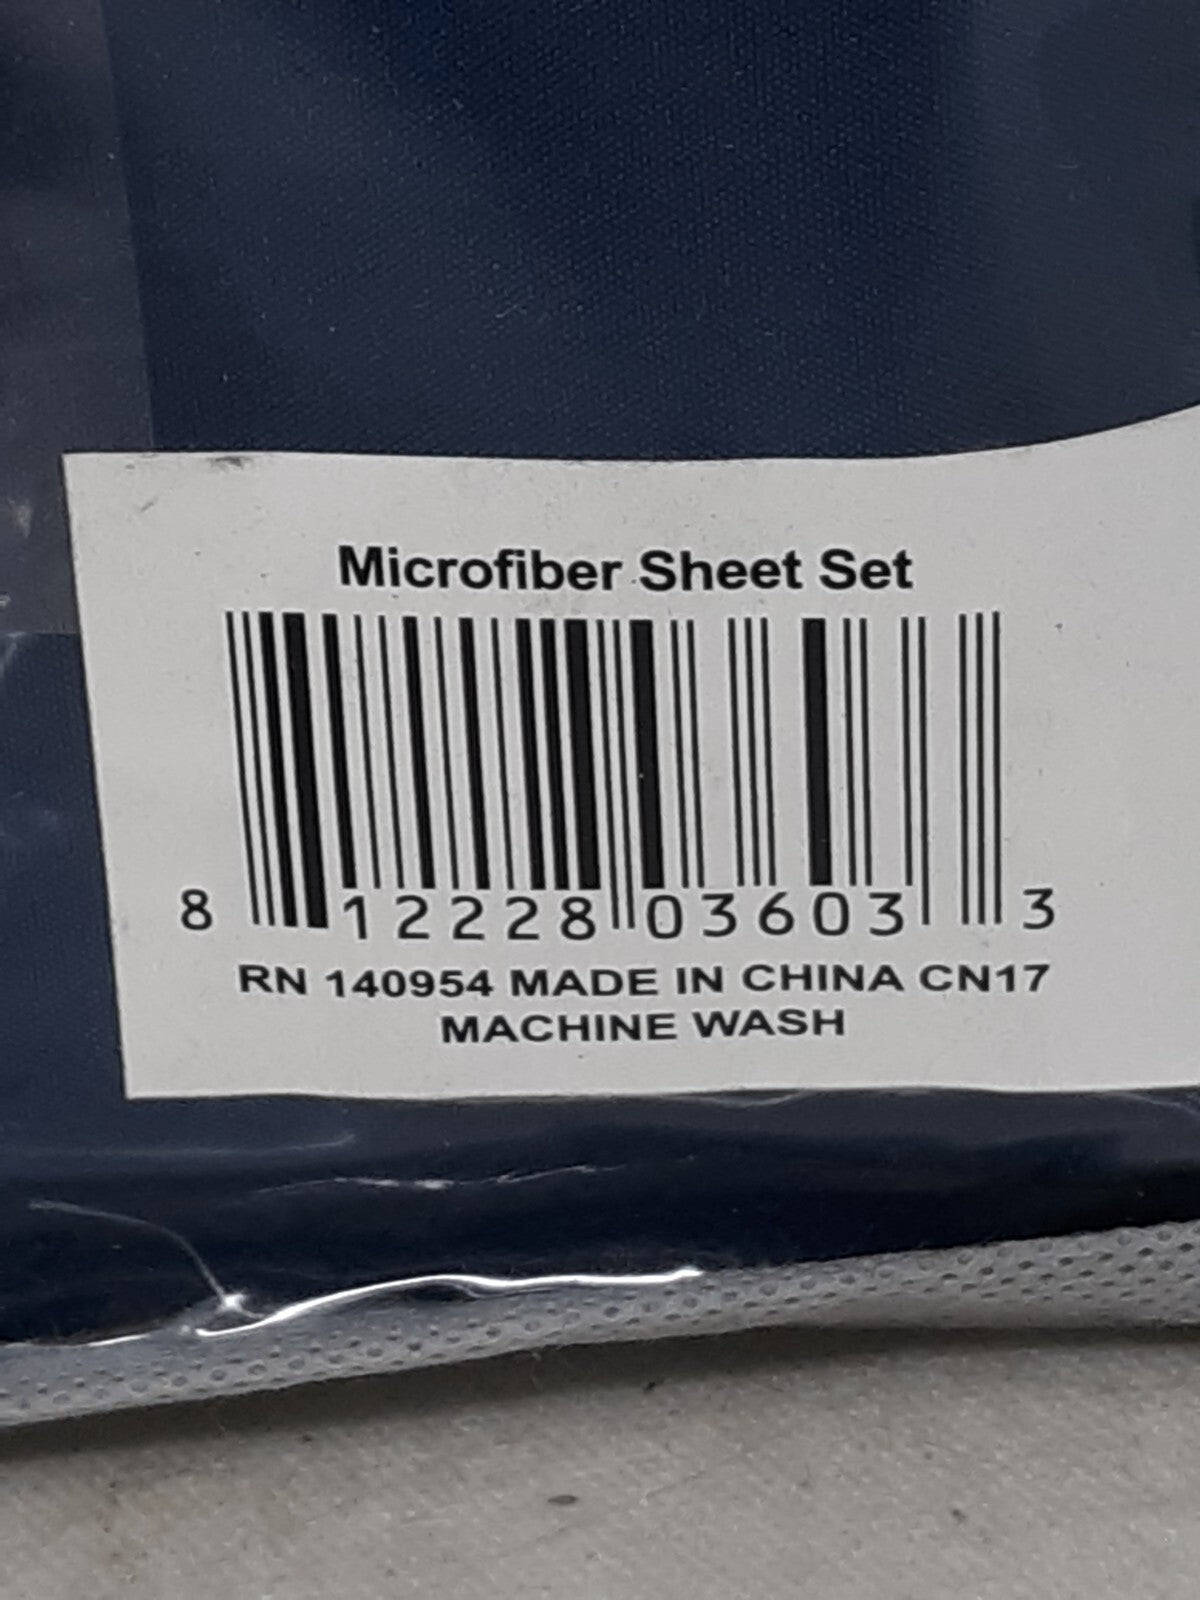 Microfiber Sheet Set
8 12228 03603 3
RN 140954 MADE IN CHINA CN17
MACHINE WASH